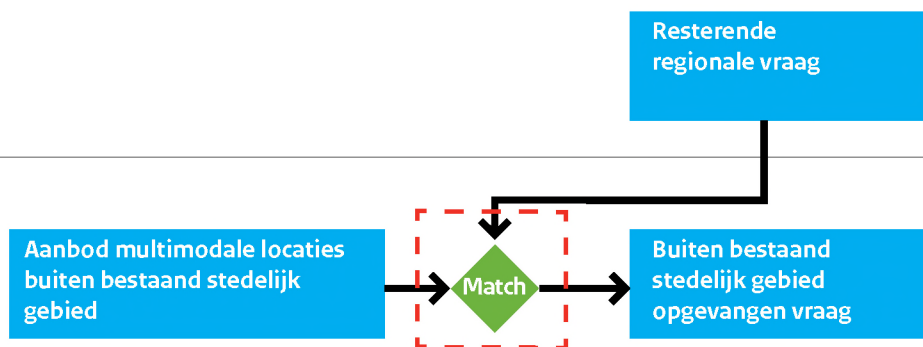 Resterende
regionale vraag
Aanbod multimodale locaties
buiten bestaand stedelijk
gebied
Match
Buiten bestaand
stedelijk gebied
opgevangen vraag